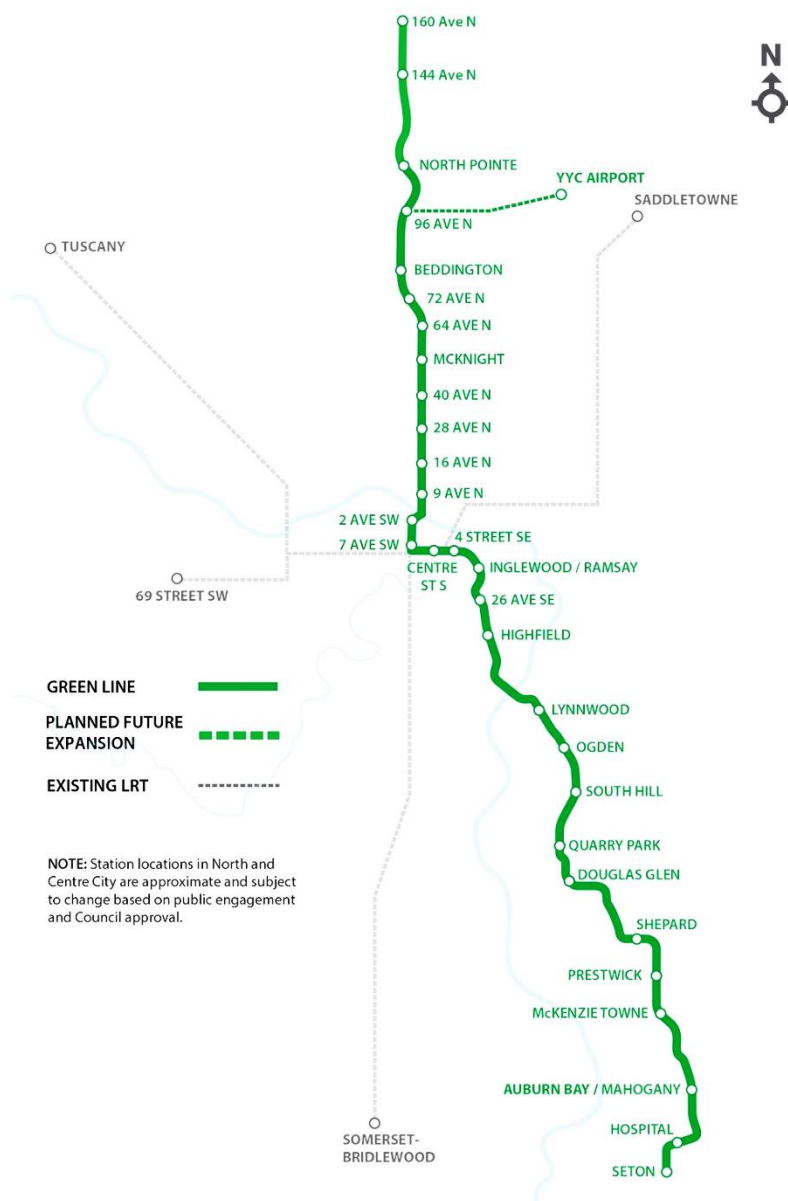 160 Ave N
N
144 Ave N
NORTH POINTE
YYC AIRPORT
SADDLETOWNE
96 AVE N
TUSCANY
BEDDINGTON
72 AVE N
64 AVE N
MCKNIGHT
40 AVE N
28 AVE N
16 AVE N
9 AVE N
2 AVE SW
7 AVE SW
4 STREET SE
CENTRE
ST S
INGLEWOOD / RAMSAY
69 STREET SW
26 AVE SE
HIGHFIELD
GREEN LINE
PLANNED FUTURE
EXPANSION
EXISTING LRT
LYNNWOOD
OGDEN
SOUTH HILL
QUARRY PARK
DOUGLAS GLEN
NOTE: Station locations in North and
Centre City are approximate and subject
to change based on public engagement
and Council approval.
SHEPARD
PRESTWICK
McKENZIE TOWNE
AUBURN BAY / MAHOGANY
HOSPITAL
SOMERSET-
BRIDLEWOOD
SETON